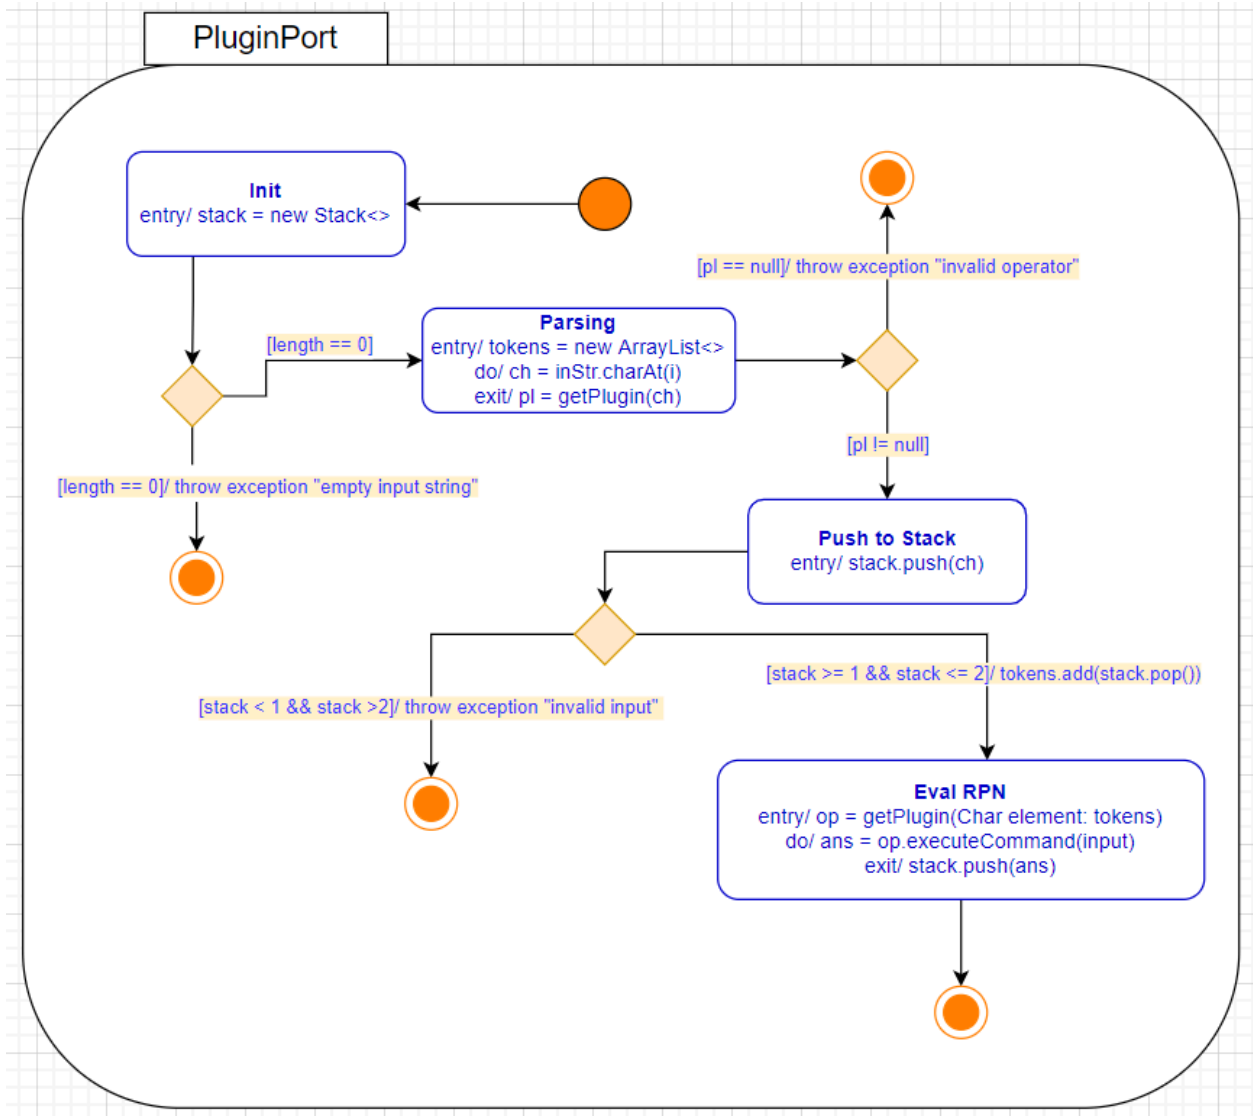 PluginPort
Init
entry/ stack = new Stack<>
[pl == null]/ throw exception "invalid operator"
[length == 0]
Parsing
entry/ tokens = new ArrayList<>
do/ ch = inStr.charAt(i)
exit/ pl = getPlugin(ch)
[pl != null]
[length == 0]/ throw exception "empty input string"
Push to Stack
entry/ stack.push(ch)
[stack >= 1 && stack <= 2]/ tokens.add(stack.pop())
[stack < 1 && stack >2]/ throw exception "invalid input"
Eval RPN
entry/ op = getPlugin(Char element: tokens)
do/ ans = op.executeCommand(input)
exit/ stack.push(ans)